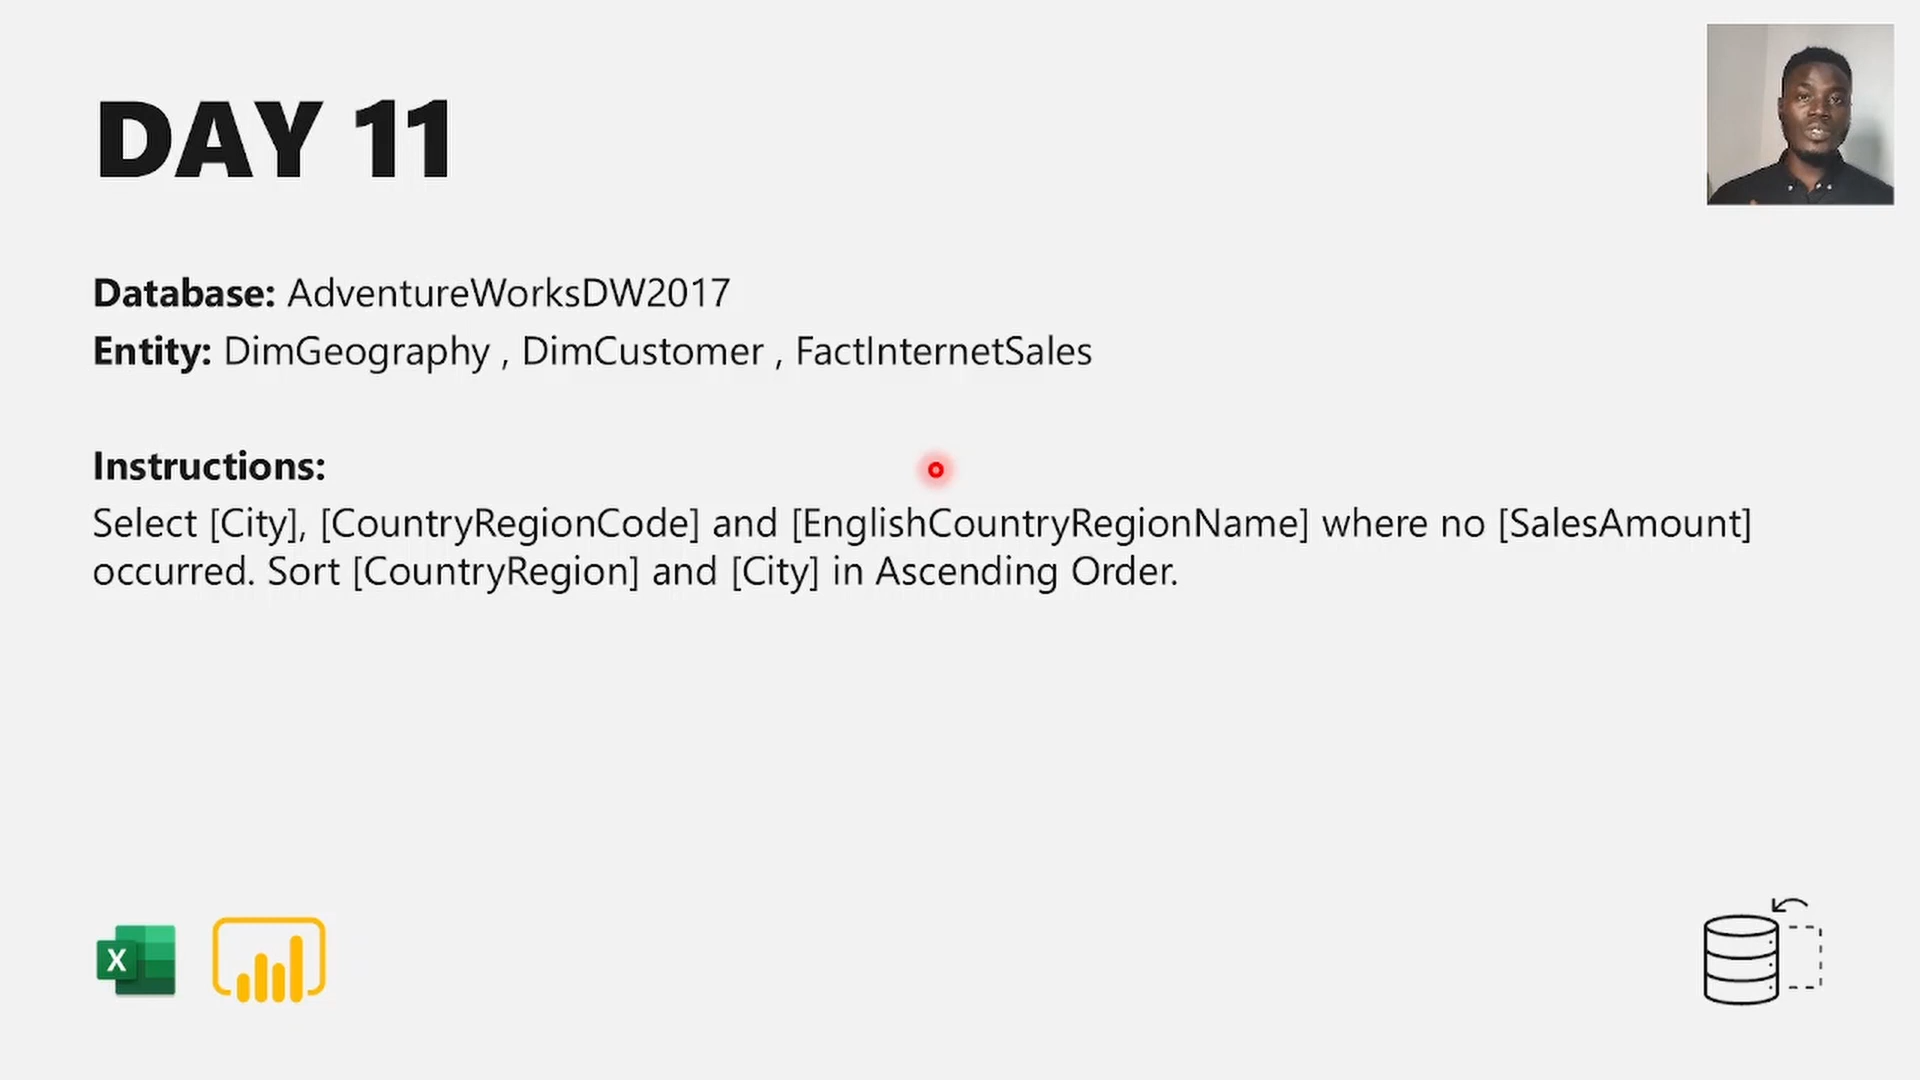 DAY 11
Database: AdventureWorksDW2017
Entity: DimGeography , DimCustomer , FactInternetSales
Instructions:
Select [City], [CountryRegionCode] and [EnglishCountryRegionName] where no [SalesAmount]
occurred. Sort [CountryRegion] and [City] in Ascending Order.
X